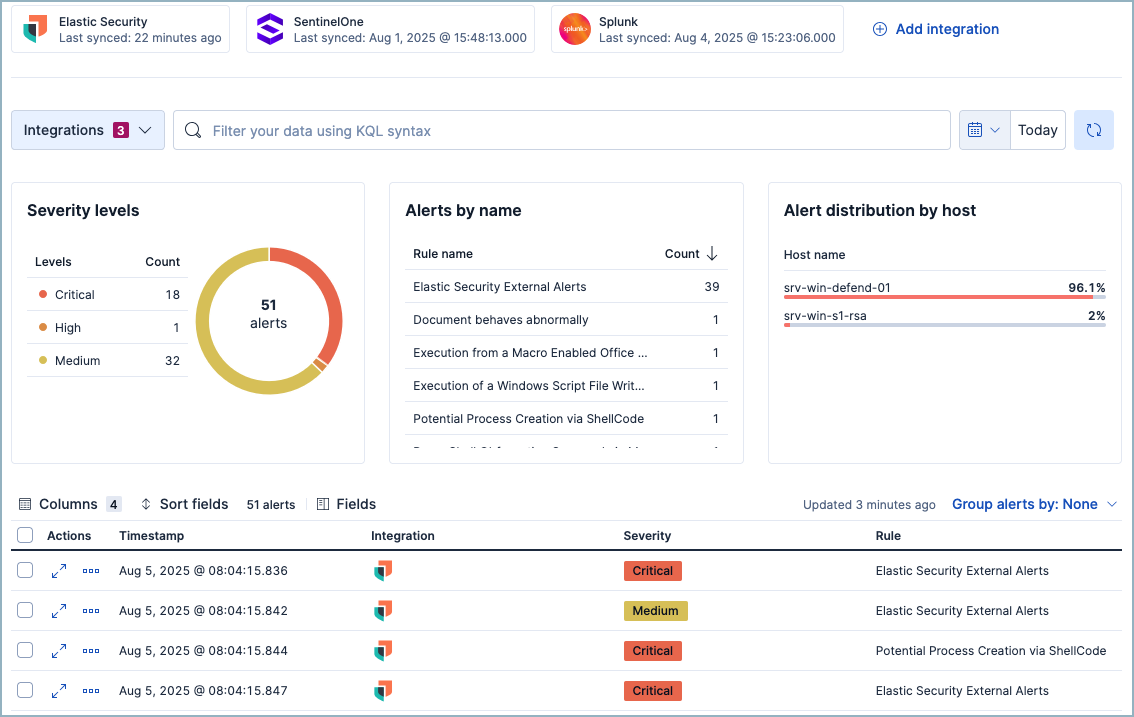 Elastic Security
Last synced: 22 minutes ago
SentinelOne
Last synced: Aug 1, 2025 @ 15:48:13.000
splunk>
Splunk
Last synced: Aug 4, 2025 @ 15:23:06.000
Add integration
Integrations 3
Filter your data using KQL syntax
Today
Severity levels
Levels Count
Critical 18
High 1
Medium 32
51
alerts
Alerts by name
Rule name Count
Elastic Security External Alerts 39
Document behaves abnormally 1
Execution from a Macro Enabled Office ... 1
Execution of a Windows Script File Writ... 1
Potential Process Creation via ShellCode 1
Alert distribution by host
Host name
srv-win-defend-01 96.1%
srv-win-s1-rsa 2%
Columns 4 Sort fields 51 alerts Fields Updated 3 minutes ago Group alerts by: None
Actions Timestamp Integration Severity Rule
Aug 5, 2025 @ 08:04:15.836 Critical Elastic Security External Alerts
Aug 5, 2025 @ 08:04:15.842 Medium Elastic Security External Alerts
Aug 5, 2025 @ 08:04:15.844 Critical Potential Process Creation via ShellCode
Aug 5, 2025 @ 08:04:15.847 Critical Elastic Security External Alerts